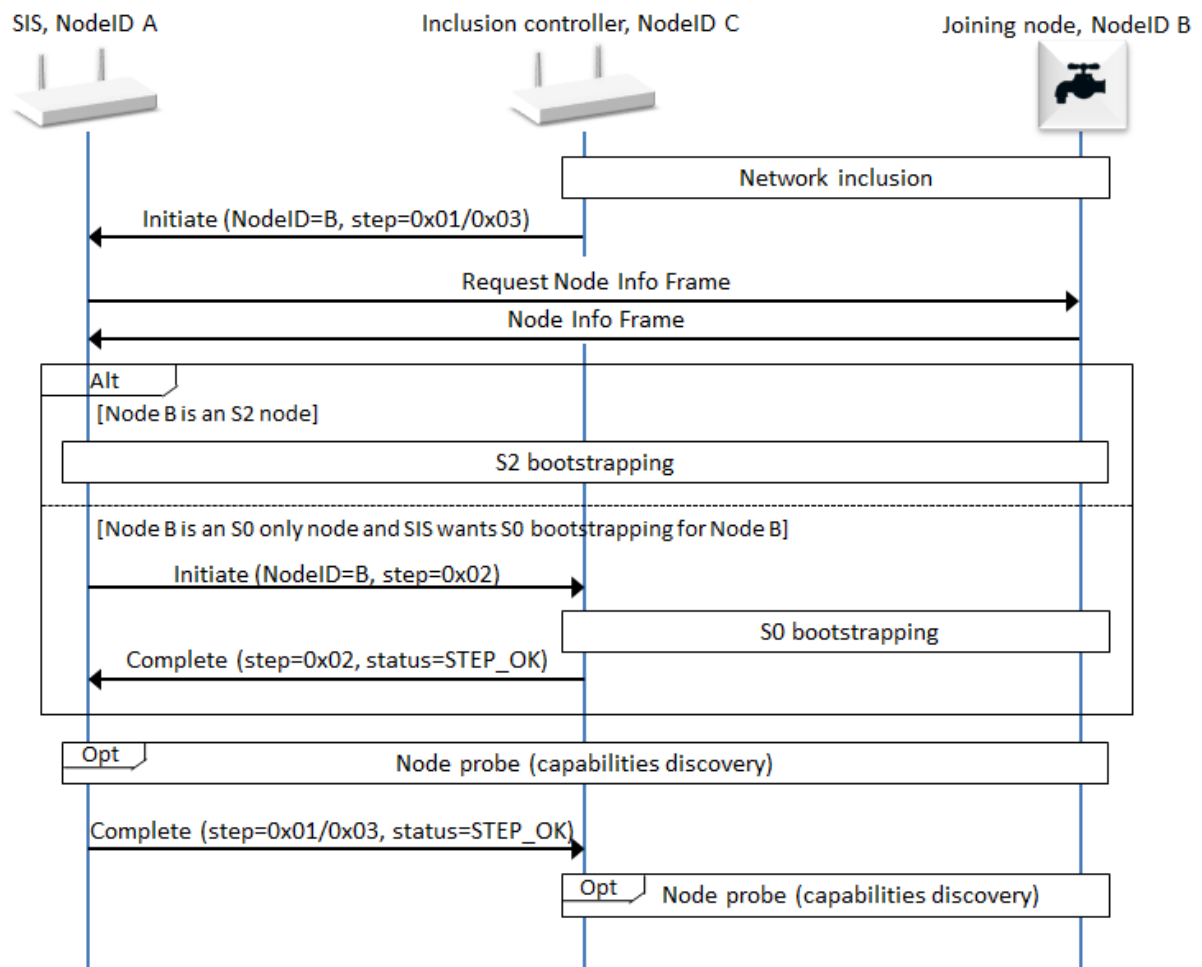 SIS, NodeID A
Inclusion controller, NodeID C
Joining node, NodeID B
Network inclusion
Initiate (NodeID=B, step=0x01/0x03)
Request Node Info Frame
Node Info Frame
Alt
[Node B is an S2 node]
S2 bootstrapping
[Node B is an S0 only node and SIS wants S0 bootstrapping for Node B]
Initiate (NodeID=B, step=0x02)
S0 bootstrapping
Complete (step=0x02, status=STEP_OK)
Opt
Node probe (capabilities discovery)
Complete (step=0x01/0x03, status=STEP_OK)
Opt
Node probe (capabilities discovery)